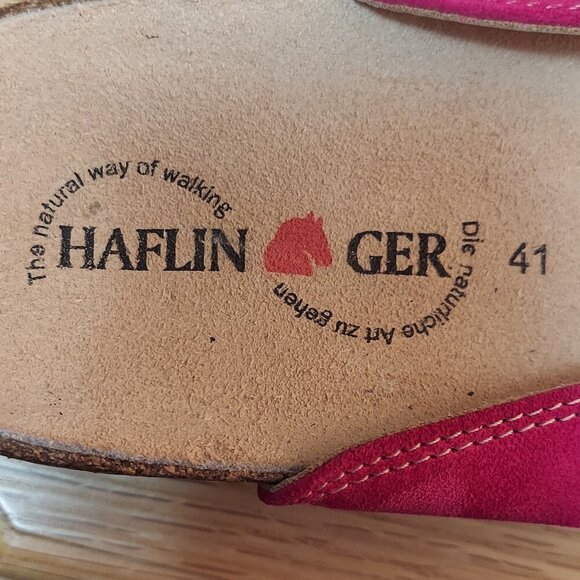 The natural way of walking
HAFLIN GER
Die natürliche Art zu gehen
41